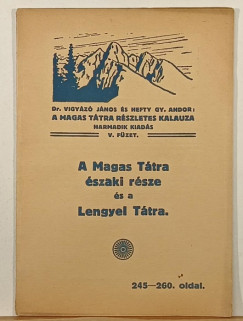 Dr. VIGYÁZÓ JÁNOS ÉS HEFTY GY. ANDOR:
A MAGAS TÁTRA RÉSZLETES KALAUZA
HARMADIK KIADÁS
V. FÜZET.
A Magas Tátra
északi része
és a
Lengyel Tátra.
245—260. oldal.